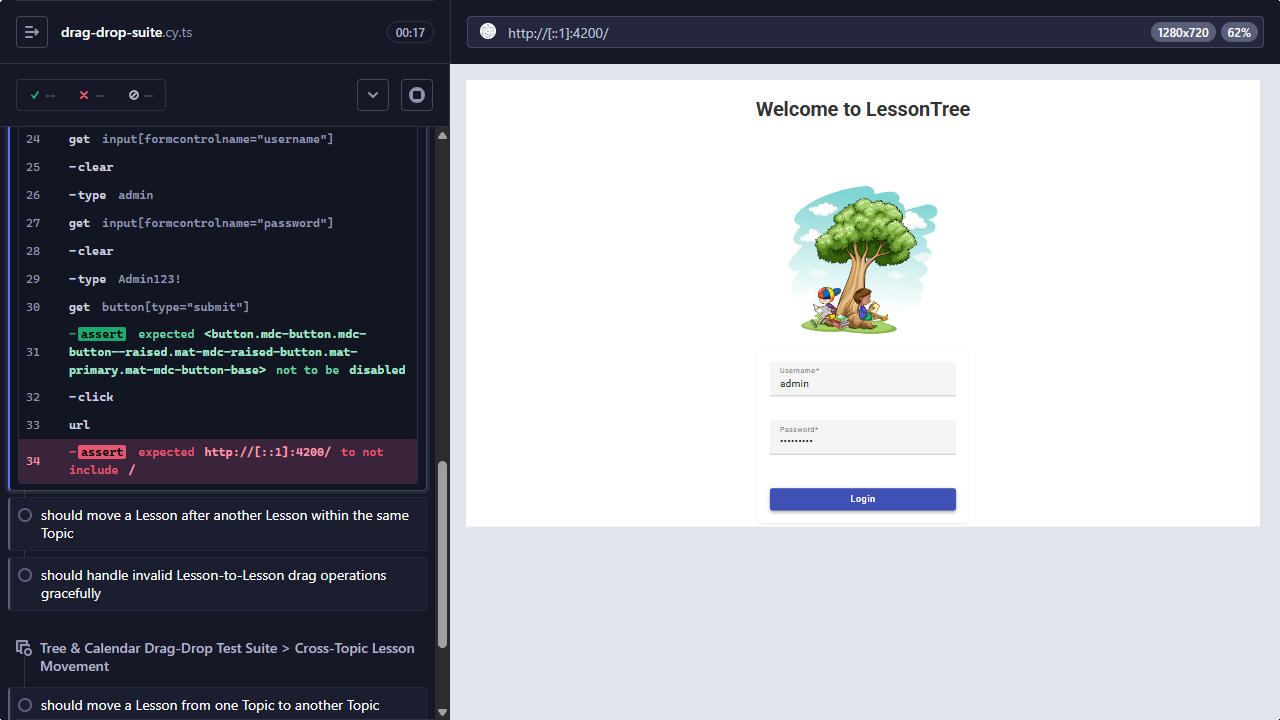 drag-drop-suite.cy.ts
00:17
--
--
--
24 get input[formcontrolname="username"]
25 -clear
26 -type admin
27 get input[formcontrolname="password"]
28 -clear
29 -type Admin123!
30 get button[type="submit"]
31 -assert expected <button.mdc-button.mdc-
button--raised.mat-mdc-raised-button.mat-
primary.mat-mdc-button-base> not to be disabled
32 -click
33 url
34 -assert expected http://[::1]:4200/ to not
include /
should move a Lesson after another Lesson within the same
Topic
should handle invalid Lesson-to-Lesson drag operations
gracefully
Tree & Calendar Drag-Drop Test Suite > Cross-Topic Lesson
Movement
should move a Lesson from one Topic to another Topic
http://[::1]:4200/
1280x720
62%
Welcome to LessonTree
Username*
admin
Password*
•••••••••
Login